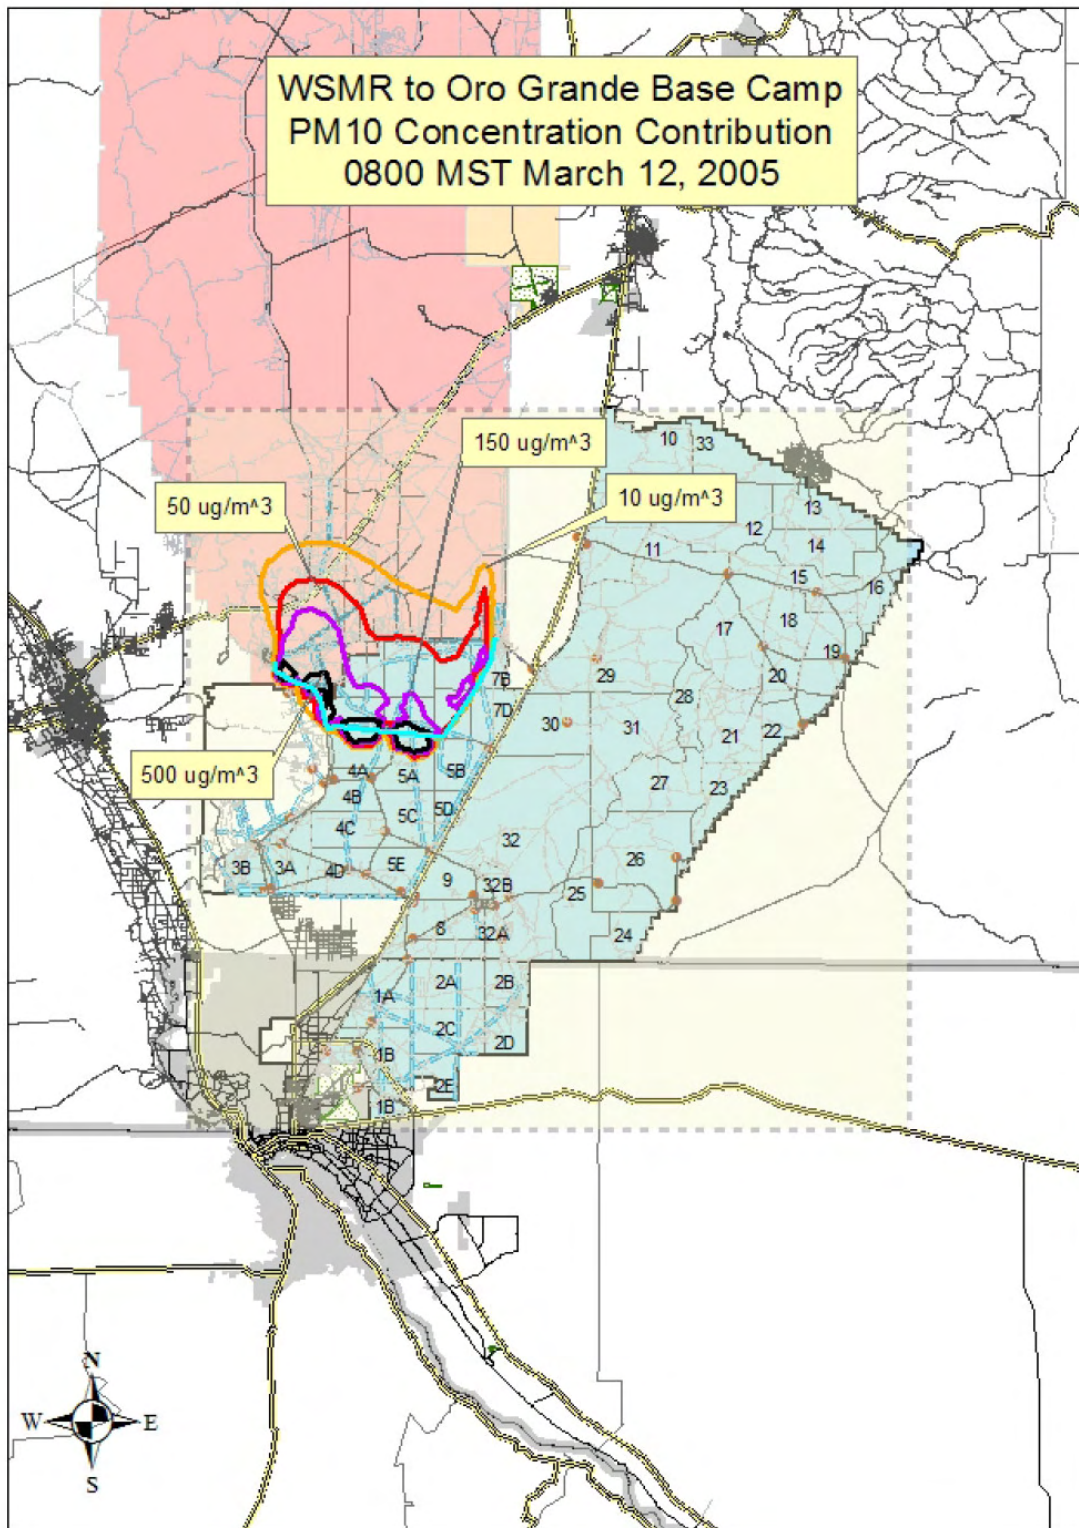 WSMR to Oro Grande Base Camp
PM10 Concentration Contribution
0800 MST March 12, 2005
150 ug/m^3
10 ug/m^3
50 ug/m^3
500 ug/m^3
10
33
13
12
14
11
15
16
18
17
19
29
20
7B
28
7D
30
31
21
22
27
23
4A
5A
5B
4B
5C
5D
4C
32
26
3B
3A
4D
5E
9
32B
25
8
32A
24
2A
2B
1A
2C
2D
1B
2E
1B
N
W
E
S